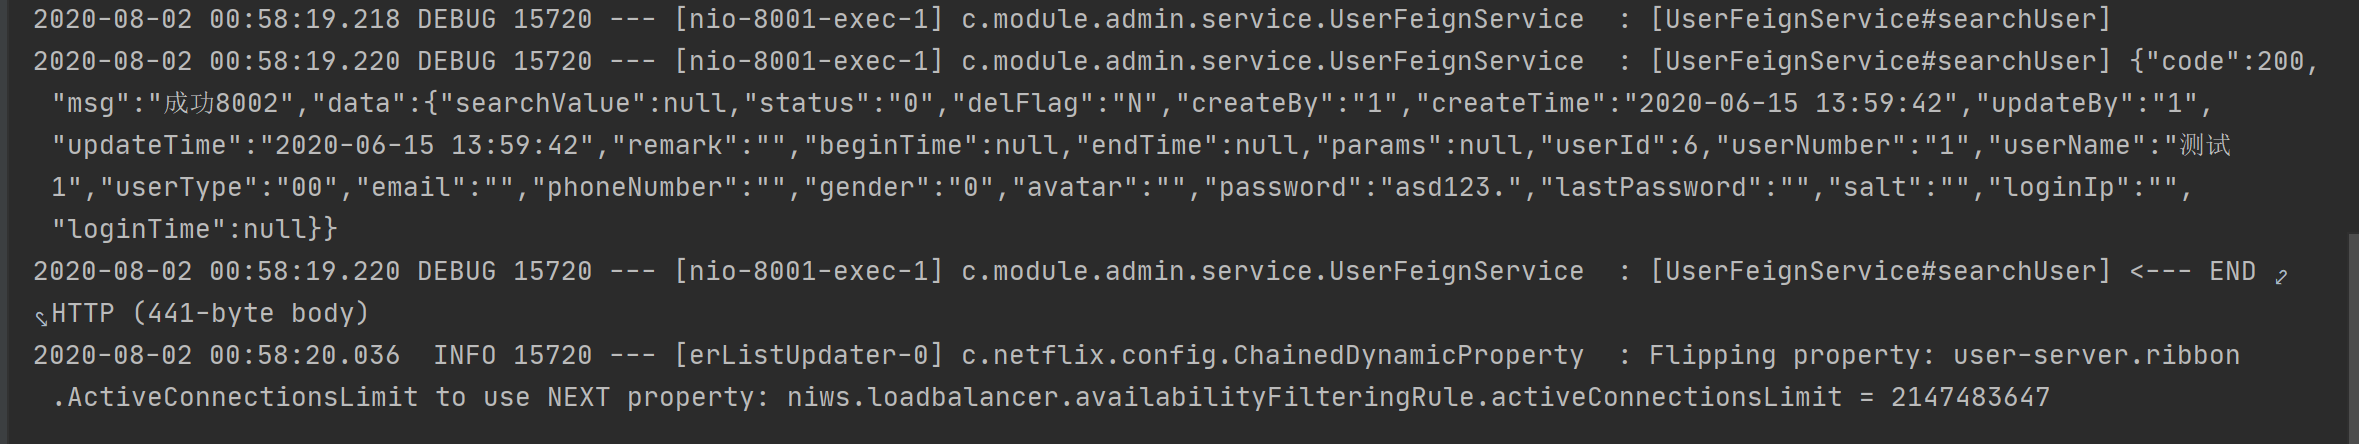 2020-08-02 00:58:19.218 DEBUG 15720 --- [nio-8001-exec-1] c.module.admin.service.UserFeignService  : [UserFeignService#searchUser]
2020-08-02 00:58:19.220 DEBUG 15720 --- [nio-8001-exec-1] c.module.admin.service.UserFeignService  : [UserFeignService#searchUser] {"code":200,
"msg":"成功8002","data":{"searchValue":null,"status":"0","delFlag":"N","createBy":"1","createTime":"2020-06-15 13:59:42","updateBy":"1",
"updateTime":"2020-06-15 13:59:42","remark":"","beginTime":null,"endTime":null,"params":null,"userId":6,"userNumber":"1","userName":"测试
1","userType":"00","email":"","phoneNumber":"","gender":"0","avatar":"","password":"asd123.","lastPassword":"","salt":"","loginIp":"",
"loginTime":null}}
2020-08-02 00:58:19.220 DEBUG 15720 --- [nio-8001-exec-1] c.module.admin.service.UserFeignService  : [UserFeignService#searchUser] <--- END
HTTP (441-byte body)
2020-08-02 00:58:20.036  INFO 15720 --- [erListUpdater-0] c.netflix.config.ChainedDynamicProperty  : Flipping property: user-server.ribbon
.ActiveConnectionsLimit to use NEXT property: niws.loadbalancer.availabilityFilteringRule.activeConnectionsLimit = 2147483647